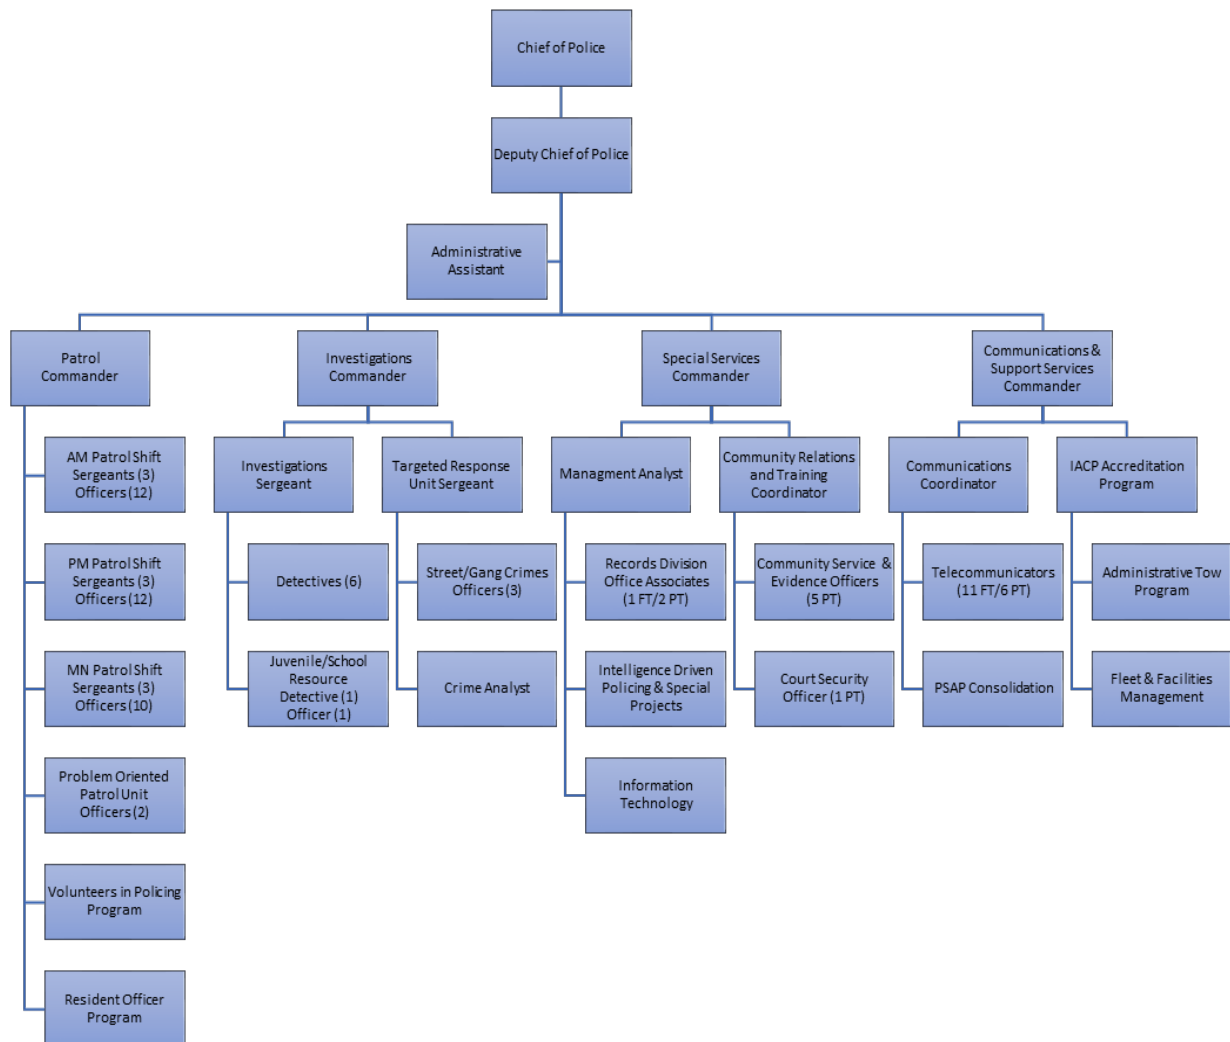 Chief of Police
Deputy Chief of Police
Administrative
Assistant
Patrol
Commander
Investigations
Commander
Special Services
Commander
Communications &
Support Services
Commander
AM Patrol Shift
Sergeants (3)
Officers (12)
PM Patrol Shift
Sergeants (3)
Officers (12)
MN Patrol Shift
Sergeants (3)
Officers (10)
Problem Oriented
Patrol Unit
Officers (2)
Volunteers in Policing
Program
Resident Officer
Program
Investigations
Sergeant
Detectives (6)
Juvenile/School
Resource
Detective (1)
Officer (1)
Targeted Response
Unit Sergeant
Street/Gang Crimes
Officers (3)
Crime Analyst
Managment Analyst
Records Division
Office Associates
(1 FT/2 PT)
Intelligence Driven
Policing & Special
Projects
Information
Technology
Community Relations
and Training
Coordinator
Community Service &
Evidence Officers
(5 PT)
Court Security
Officer (1 PT)
Communications
Coordinator
Telecommunicators
(11 FT/6 PT)
PSAP Consolidation
IACP Accreditation
Program
Administrative Tow
Program
Fleet & Facilities
Management